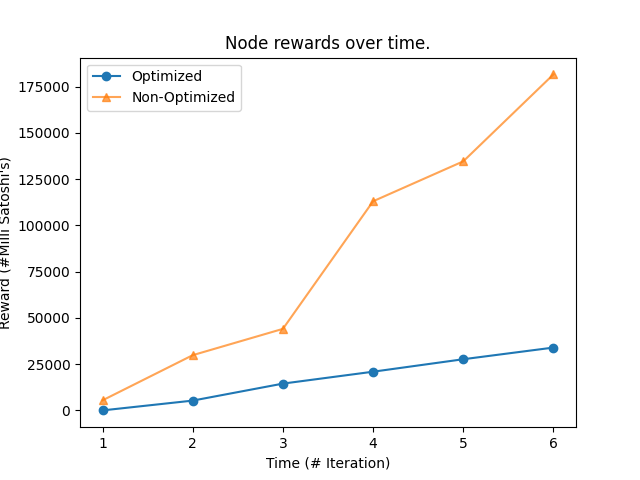 Node rewards over time.
Optimized
Non-Optimized
175000
150000
125000
100000
75000
50000
25000
0
Reward (#Milli Satoshi's)
1 2 3 4 5 6
Time (# Iteration)